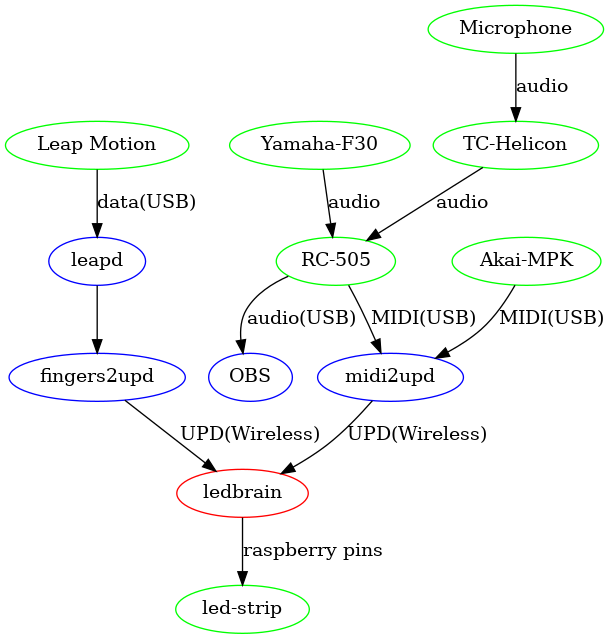 Microphone
audio
Leap Motion
Yamaha-F30
TC-Helicon
data(USB)
audio
audio
leapd
RC-505
Akai-MPK
audio(USB)
MIDI(USB)
MIDI(USB)
fingers2upd
OBS
midi2upd
UPD(Wireless)
UPD(Wireless)
ledbrain
raspberry pins
led-strip